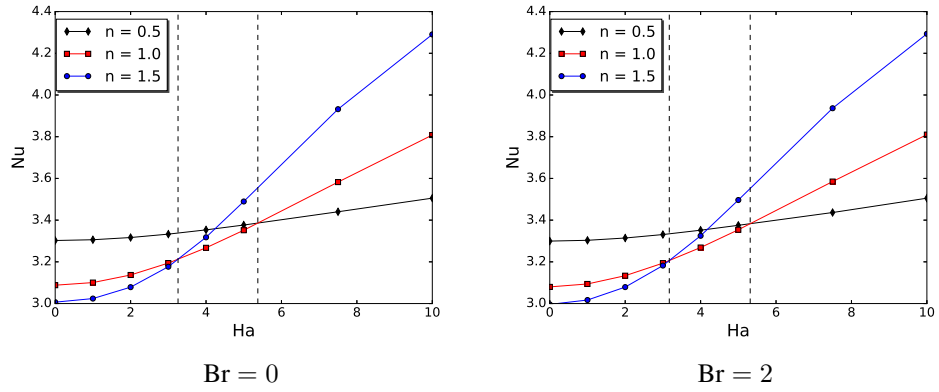 4.4
4.2
4.0
3.8
3.6
3.4
3.2
3.0
Nu
n = 0.5
n = 1.0
n = 1.5
0 2 4 6 8 10
Ha
Br = 0
4.4
4.2
4.0
3.8
3.6
3.4
3.2
3.0
Nu
n = 0.5
n = 1.0
n = 1.5
0 2 4 6 8 10
Ha
Br = 2